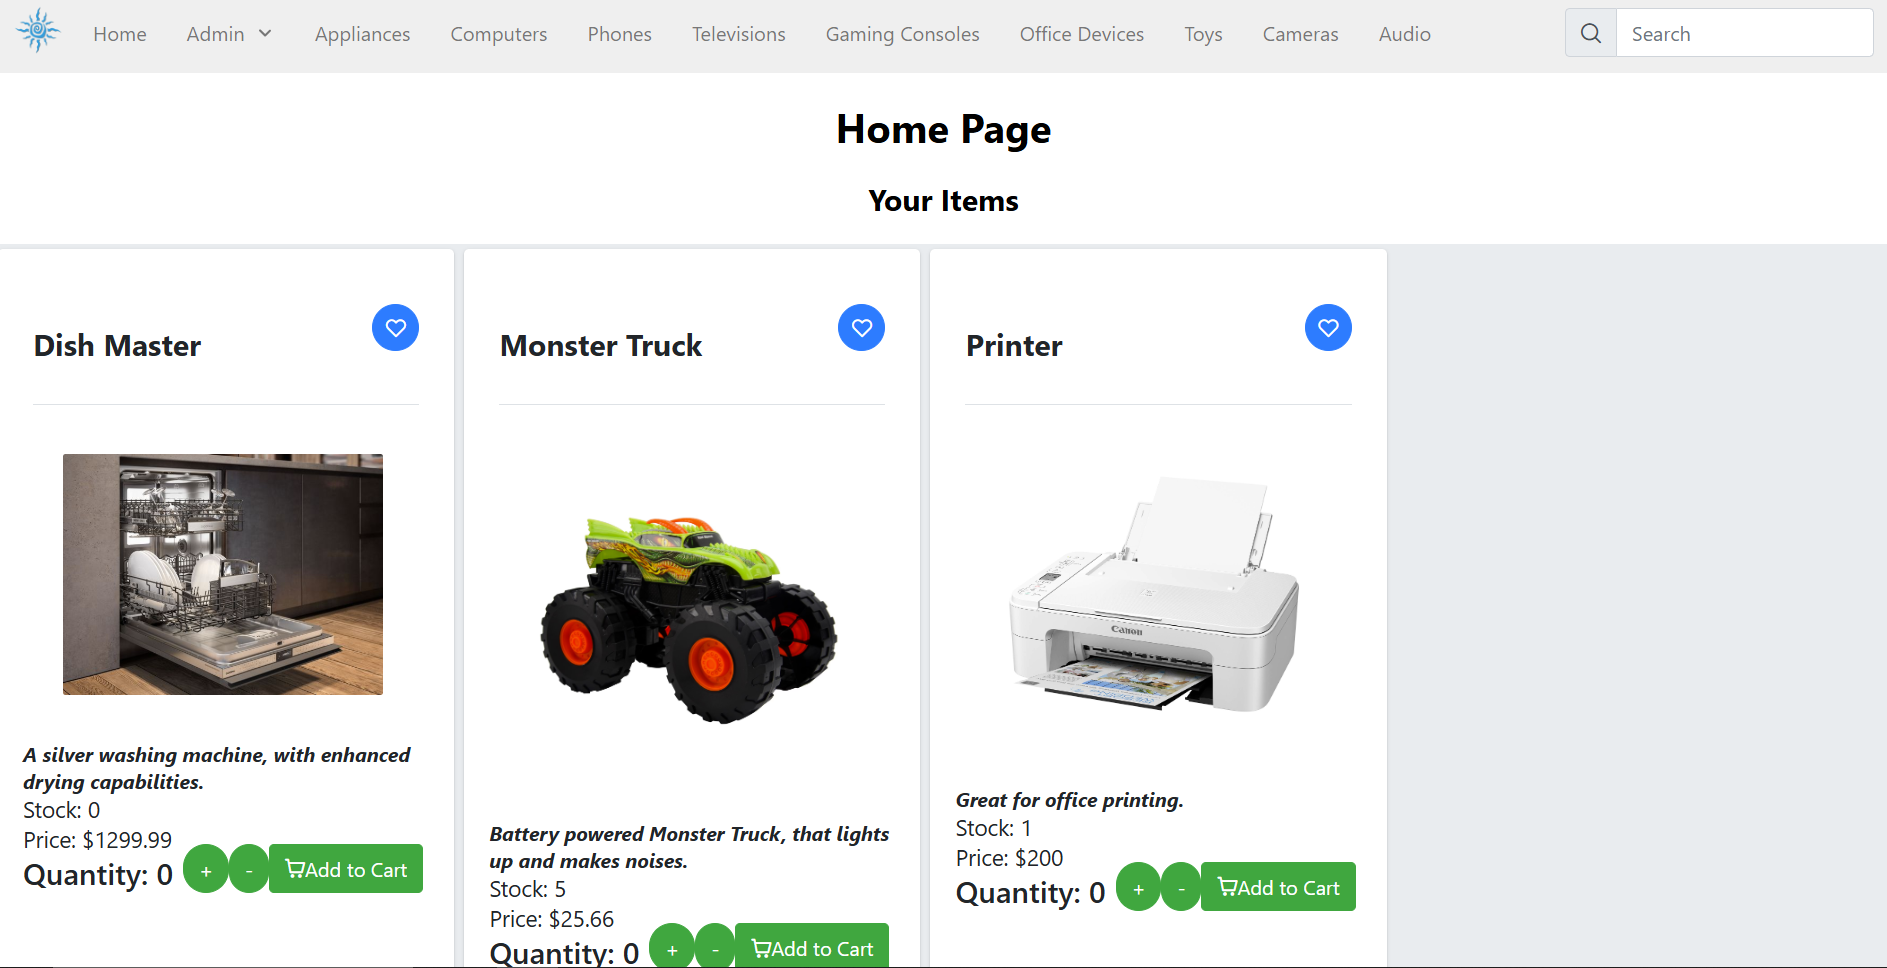 Home Admin Appliances Computers Phones Televisions Gaming Consoles Office Devices Toys Cameras Audio Search
Home Page
Your Items
Dish Master
A silver washing machine, with enhanced
drying capabilities.
Stock: 0
Price: $1299.99
Quantity: 0 + - Add to Cart
Monster Truck
Battery powered Monster Truck, that lights
up and makes noises.
Stock: 5
Price: $25.66
Quantity: 0 + - Add to Cart
Printer
Canon
Great for office printing.
Stock: 1
Price: $200
Quantity: 0 + - Add to Cart